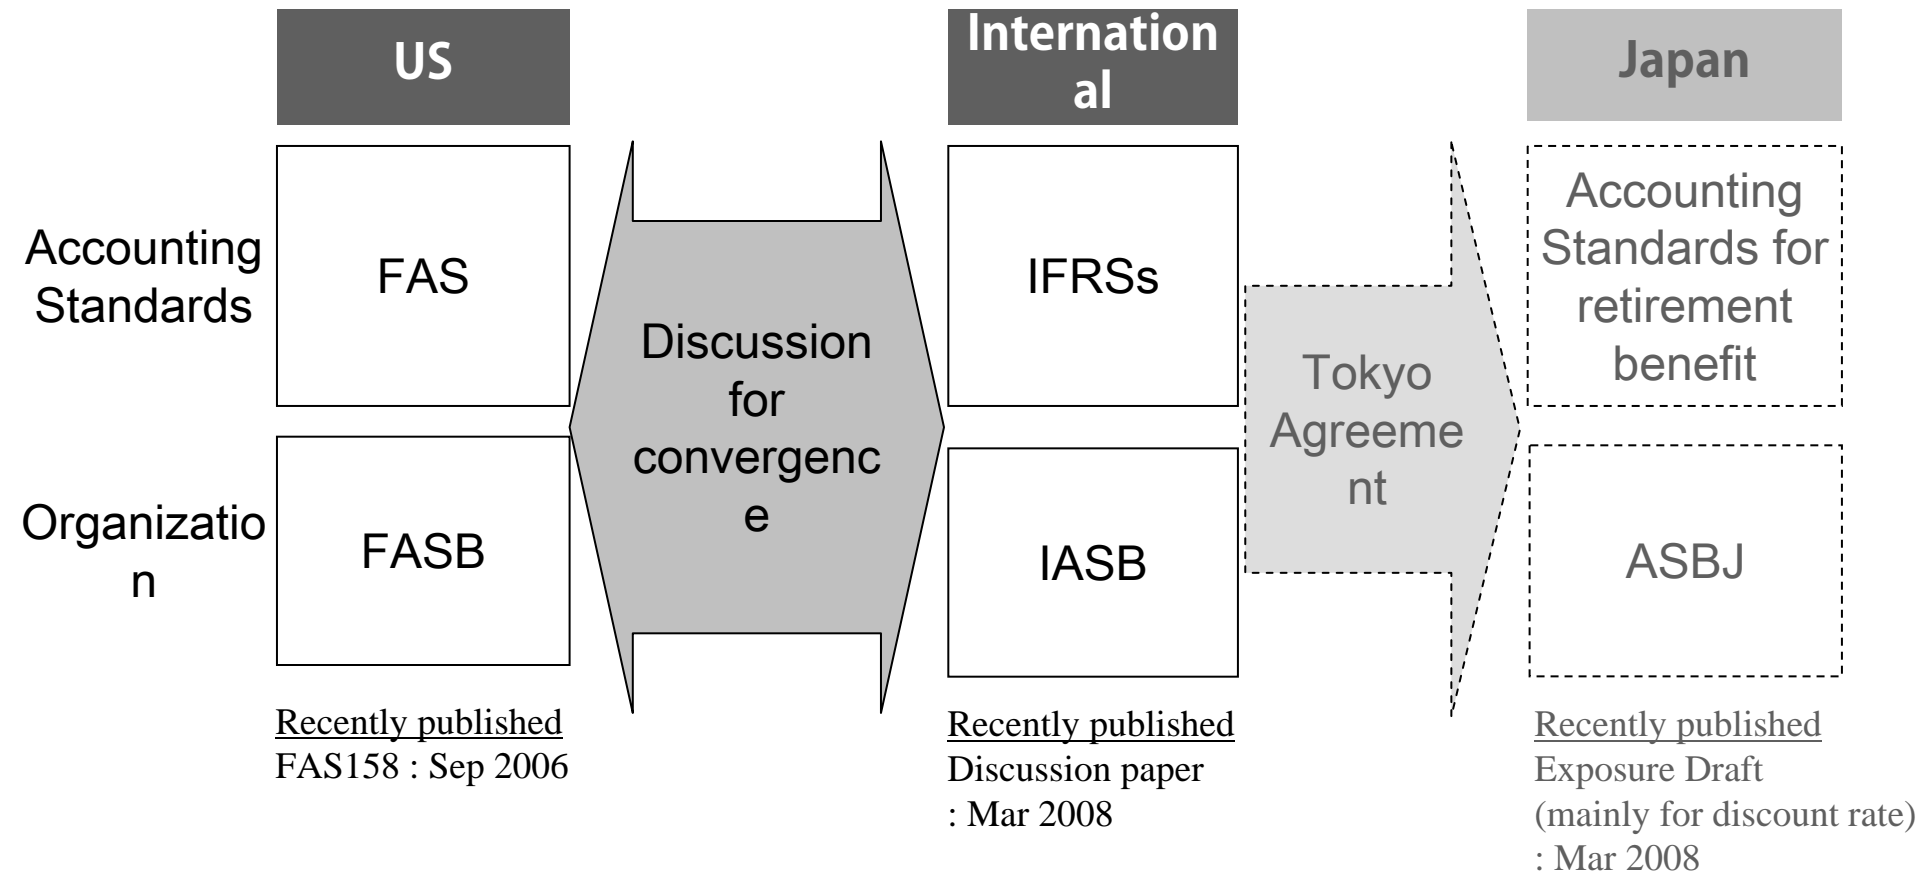 US
Internation
al
Japan
Accounting
Standards
FAS
IFRSs
Accounting
Standards for
retirement
benefit
Discussion
for
convergenc
e
Tokyo
Agreeme
nt
Organizatio
n
FASB
IASB
ASBJ
Recently published
FAS158 : Sep 2006
Recently published
Discussion paper
: Mar 2008
Recently published
Exposure Draft
(mainly for discount rate)
: Mar 2008